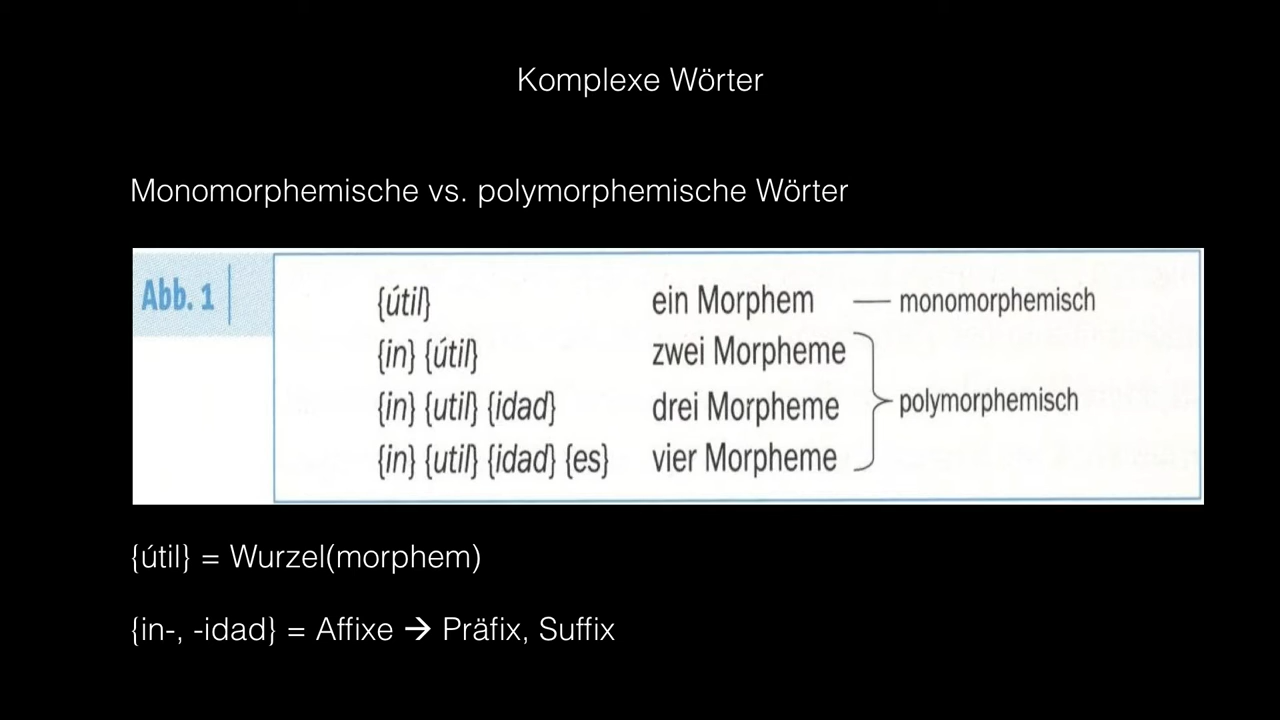 Komplexe Wörter
Monomorphemische vs. polymorphemische Wörter
Abb. 1
{útil} ein Morphem — monomorphemisch
{in} {útil} zwei Morpheme
{in} {util} {idad} drei Morpheme polymorphemisch
{in} {util} {idad} {es} vier Morpheme
{útil} = Wurzel(morphem)
{in-, -idad} = Affixe → Präfix, Suffix